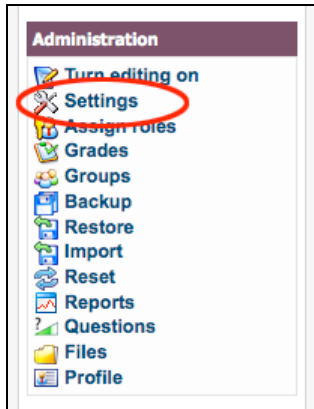 Administration
Turn editing on
Settings
Assign roles
Grades
Groups
Backup
Restore
Import
Reset
Reports
Questions
Files
Profile